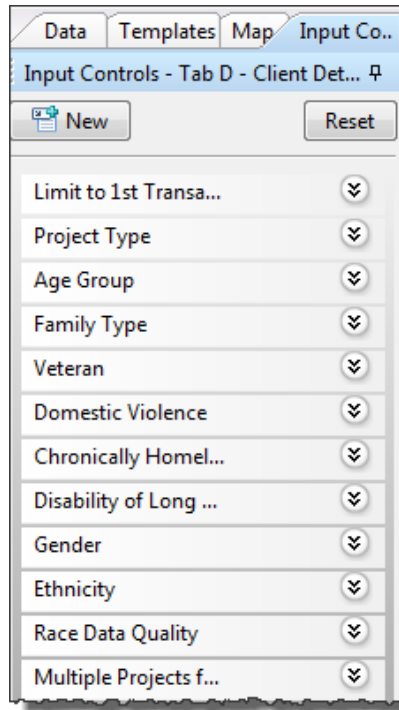 Data Templates Map Input Co..
Input Controls - Tab D - Client Det...
New Reset
Limit to 1st Transa...
Project Type
Age Group
Family Type
Veteran
Domestic Violence
Chronically Homel...
Disability of Long ...
Gender
Ethnicity
Race Data Quality
Multiple Projects f...